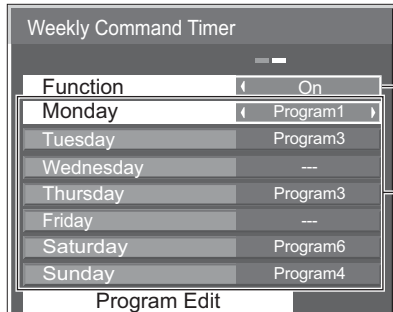 Weekly Command Timer
Function On
Monday Program1
Tuesday Program3
Wednesday ---
Thursday Program3
Friday ---
Saturday Program6
Sunday Program4
Program Edit